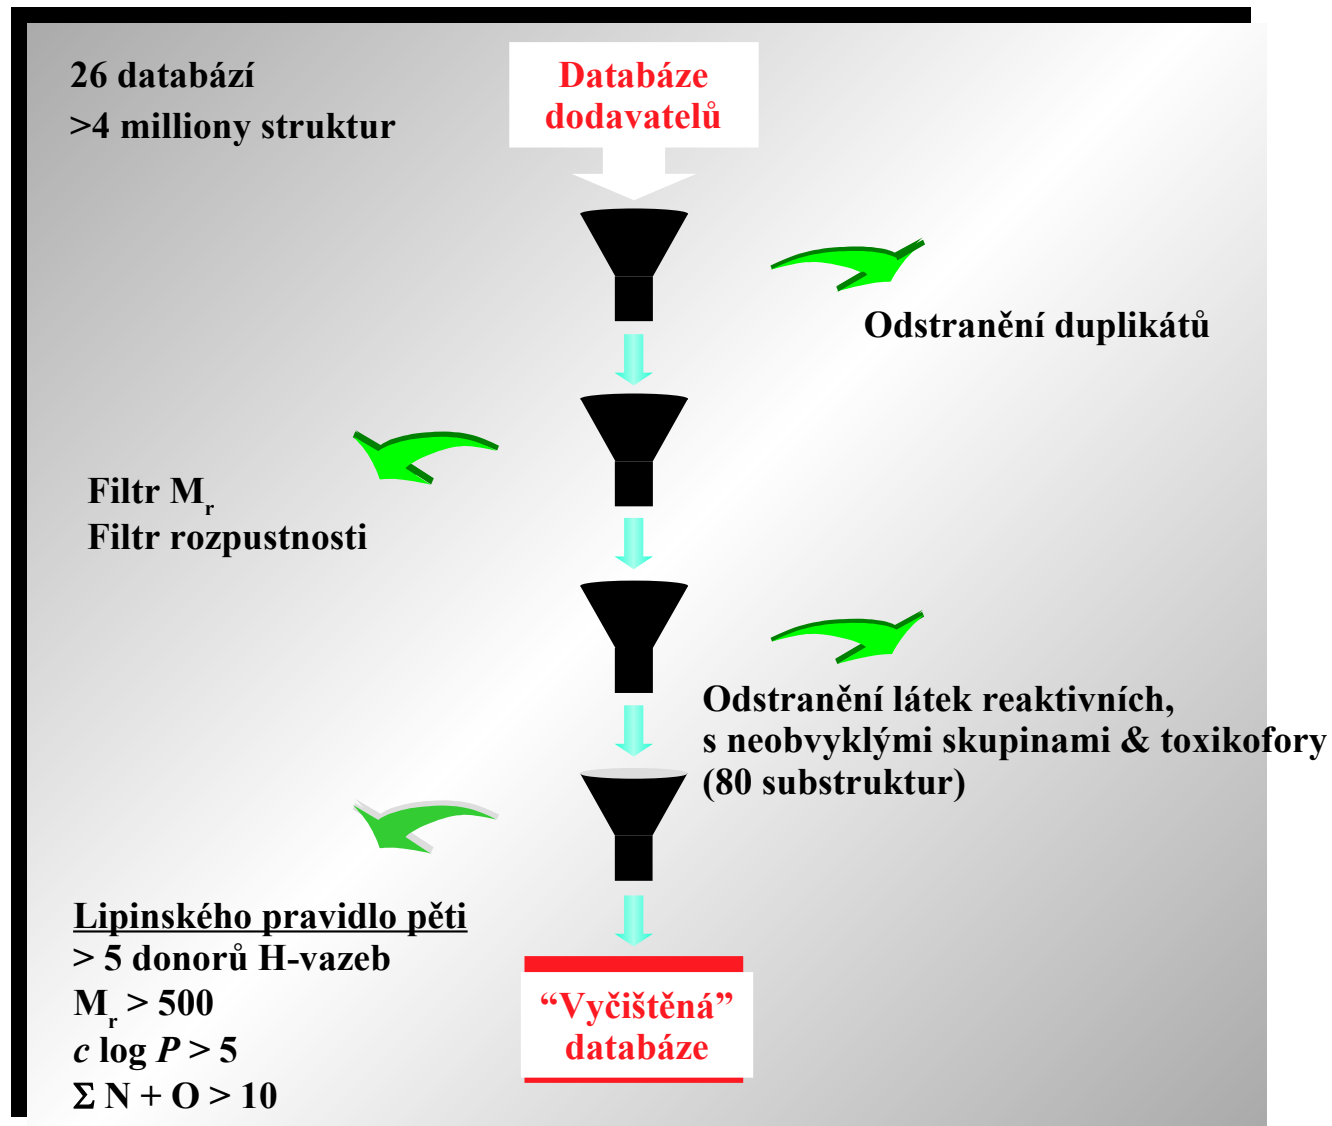 26 databází
>4 milliony struktur
Databáze
dodavatelů
Odstranění duplikátů
Filtr Mr
Filtr rozpustnosti
Odstranění látek reaktivních,
s neobvyklými skupinami & toxikofory
(80 substruktur)
Lipinského pravidlo pěti
> 5 donorů H-vazeb
Mr > 500
c log P > 5
Σ N + O > 10
“Vyčištěná”
databáze